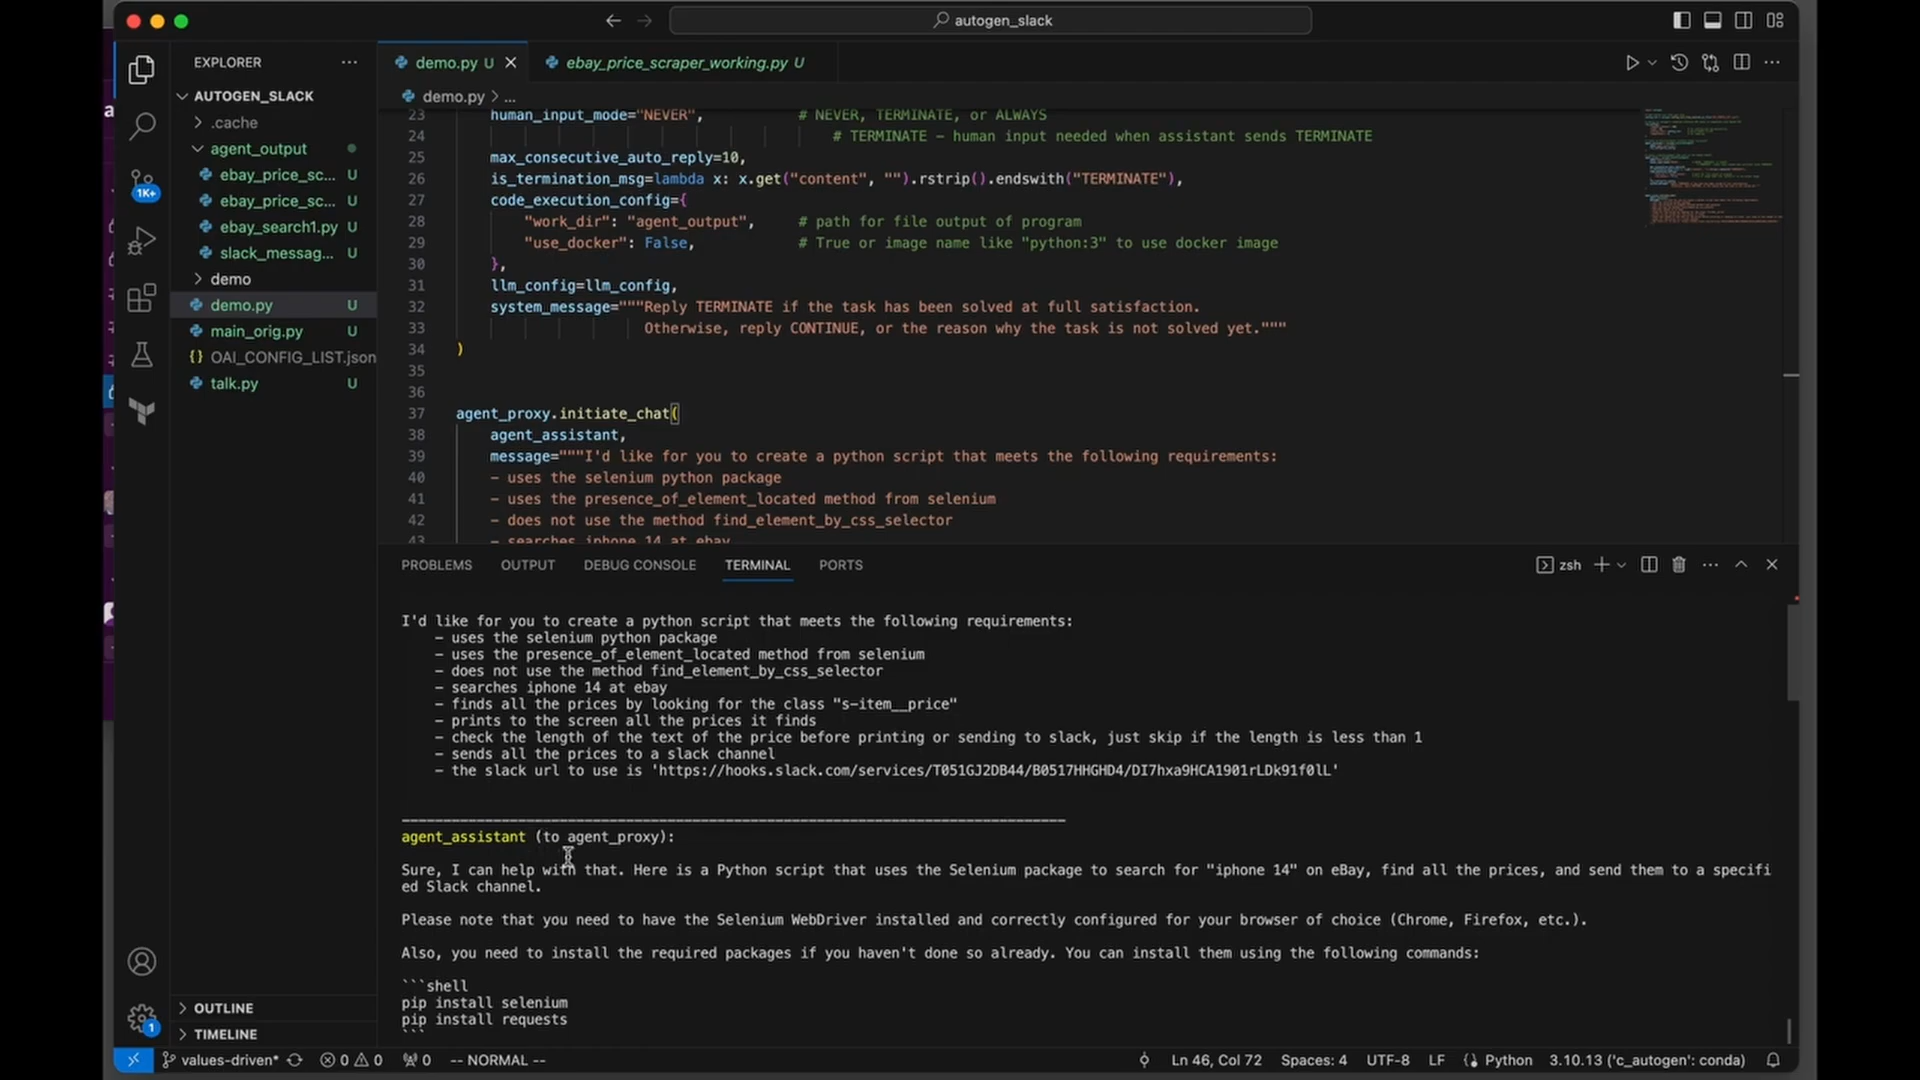 autogen_slack
EXPLORER
AUTOGEN_SLACK
.cache
agent_output
ebay_price_sc... U
ebay_price_sc... U
ebay_search1.py U
slack_messag... U
demo
demo.py U
main_orig.py U
{} OAI_CONFIG_LIST.json
talk.py U
1K+
OUTLINE
TIMELINE
1
demo.py U
ebay_price_scraper_working.py U
demo.py > ...
23 human_input_mode="NEVER", # NEVER, TERMINATE, or ALWAYS
24 # TERMINATE – human input needed when assistant sends TERMINATE
25 max_consecutive_auto_reply=10,
26 is_termination_msg=lambda x: x.get("content", "").rstrip().endswith("TERMINATE"),
27 code_execution_config={
28 "work_dir": "agent_output", # path for file output of program
29 "use_docker": False, # True or image name like "python:3" to use docker image
30 },
31 llm_config=llm_config,
32 system_message="""Reply TERMINATE if the task has been solved at full satisfaction.
33 Otherwise, reply CONTINUE, or the reason why the task is not solved yet."""
34 )
35
36
37 agent_proxy.initiate_chat(
38 agent_assistant,
39 message="""I'd like for you to create a python script that meets the following requirements:
40 – uses the selenium python package
41 – uses the presence_of_element_located method from selenium
42 – does not use the method find_element_by_css_selector
43 – searches iphone 14 at ebay
PROBLEMS OUTPUT DEBUG CONSOLE TERMINAL PORTS
zsh
I'd like for you to create a python script that meets the following requirements:
– uses the selenium python package
– uses the presence_of_element_located method from selenium
– does not use the method find_element_by_css_selector
– searches iphone 14 at ebay
– finds all the prices by looking for the class "s-item__price"
– prints to the screen all the prices it finds
– check the length of the text of the price before printing or sending to slack, just skip if the length is less than 1
– sends all the prices to a slack channel
– the slack url to use is 'https://hooks.slack.com/services/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'
________________________________________________________________________________
agent_assistant (to agent_proxy):
Sure, I can help with that. Here is a Python script that uses the Selenium package to search for "iphone 14" on eBay, find all the prices, and send them to a specifi
ed Slack channel.
Please note that you need to have the Selenium WebDriver installed and correctly configured for your browser of choice (Chrome, Firefox, etc.).
Also, you need to install the required packages if you haven't done so already. You can install them using the following commands:
```shell
pip install selenium
pip install requests
```
values-driven* 0 0 0 -- NORMAL -- Ln 46, Col 72 Spaces: 4 UTF-8 LF Python 3.10.13 ('c_autogen': conda)